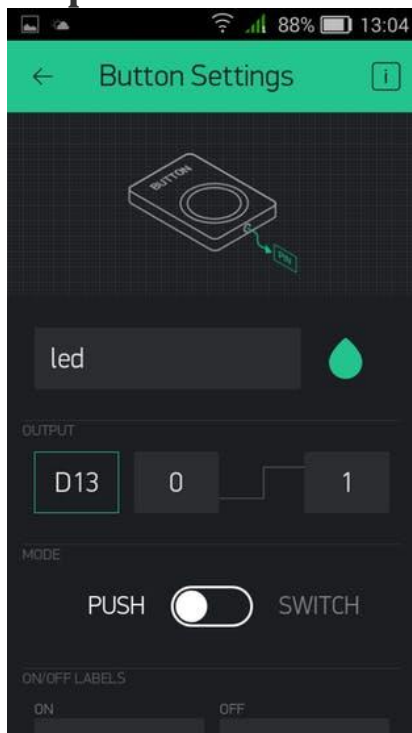 88% 13:04
Button Settings
BUTTON
PIN
led
OUTPUT
D13 0 1
MODE
PUSH SWITCH
ON/OFF LABELS
ON OFF